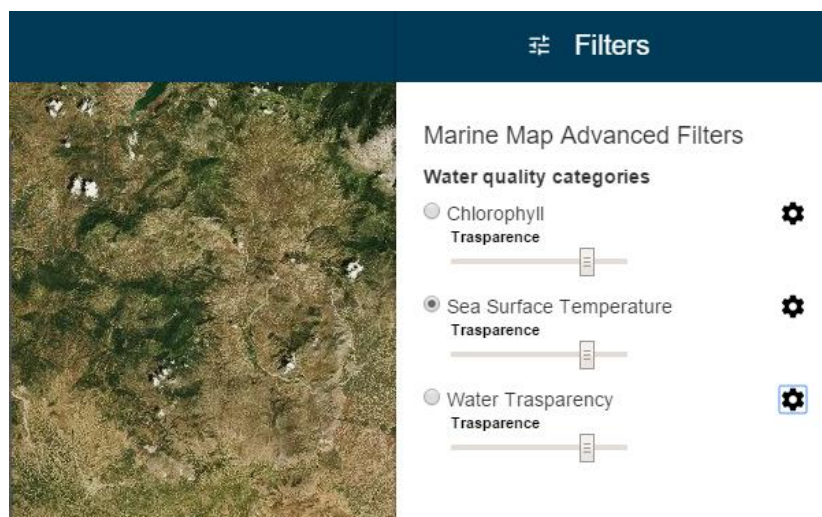 Filters
Marine Map Advanced Filters
Water quality categories
Chlorophyll
Trasparence
Sea Surface Temperature
Trasparence
Water Trasparency
Trasparence